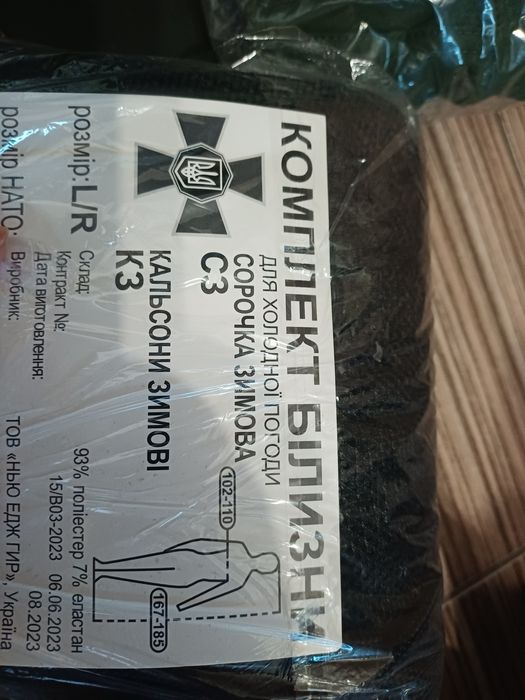 КОМПЛЕКТ БІЛИЗНИ
ДЛЯ ХОЛОДНОЇ ПОГОДИ
СОРОЧКА ЗИМОВА
С3
КАЛЬСОНИ ЗИМОВІ
К3
102-110
167-185
розмір: L/R
розмір НАТО:
Склад: 93% поліестер 7% еластан
Контракт №: 15/В03-2023 06.06.2023
Дата виготовлення: 08.2023
Виробник: ТОВ «НЬЮ ЕДЖ ГИР», Україна